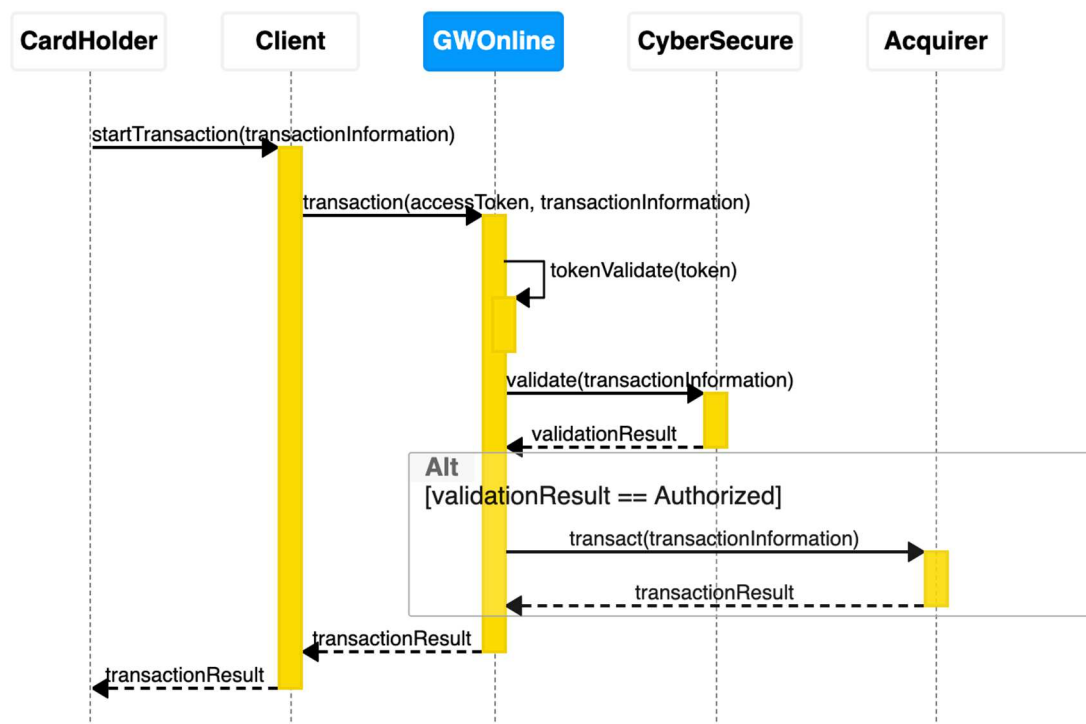 CardHolder
Client
GWOnline
CyberSecure
Acquirer
startTransaction(transactionInformation)
transaction(accessToken, transactionInformation)
tokenValidate(token)
validate(transactionInformation)
validationResult
Alt
[validationResult == Authorized]
transact(transactionInformation)
transactionResult
transactionResult
transactionResult